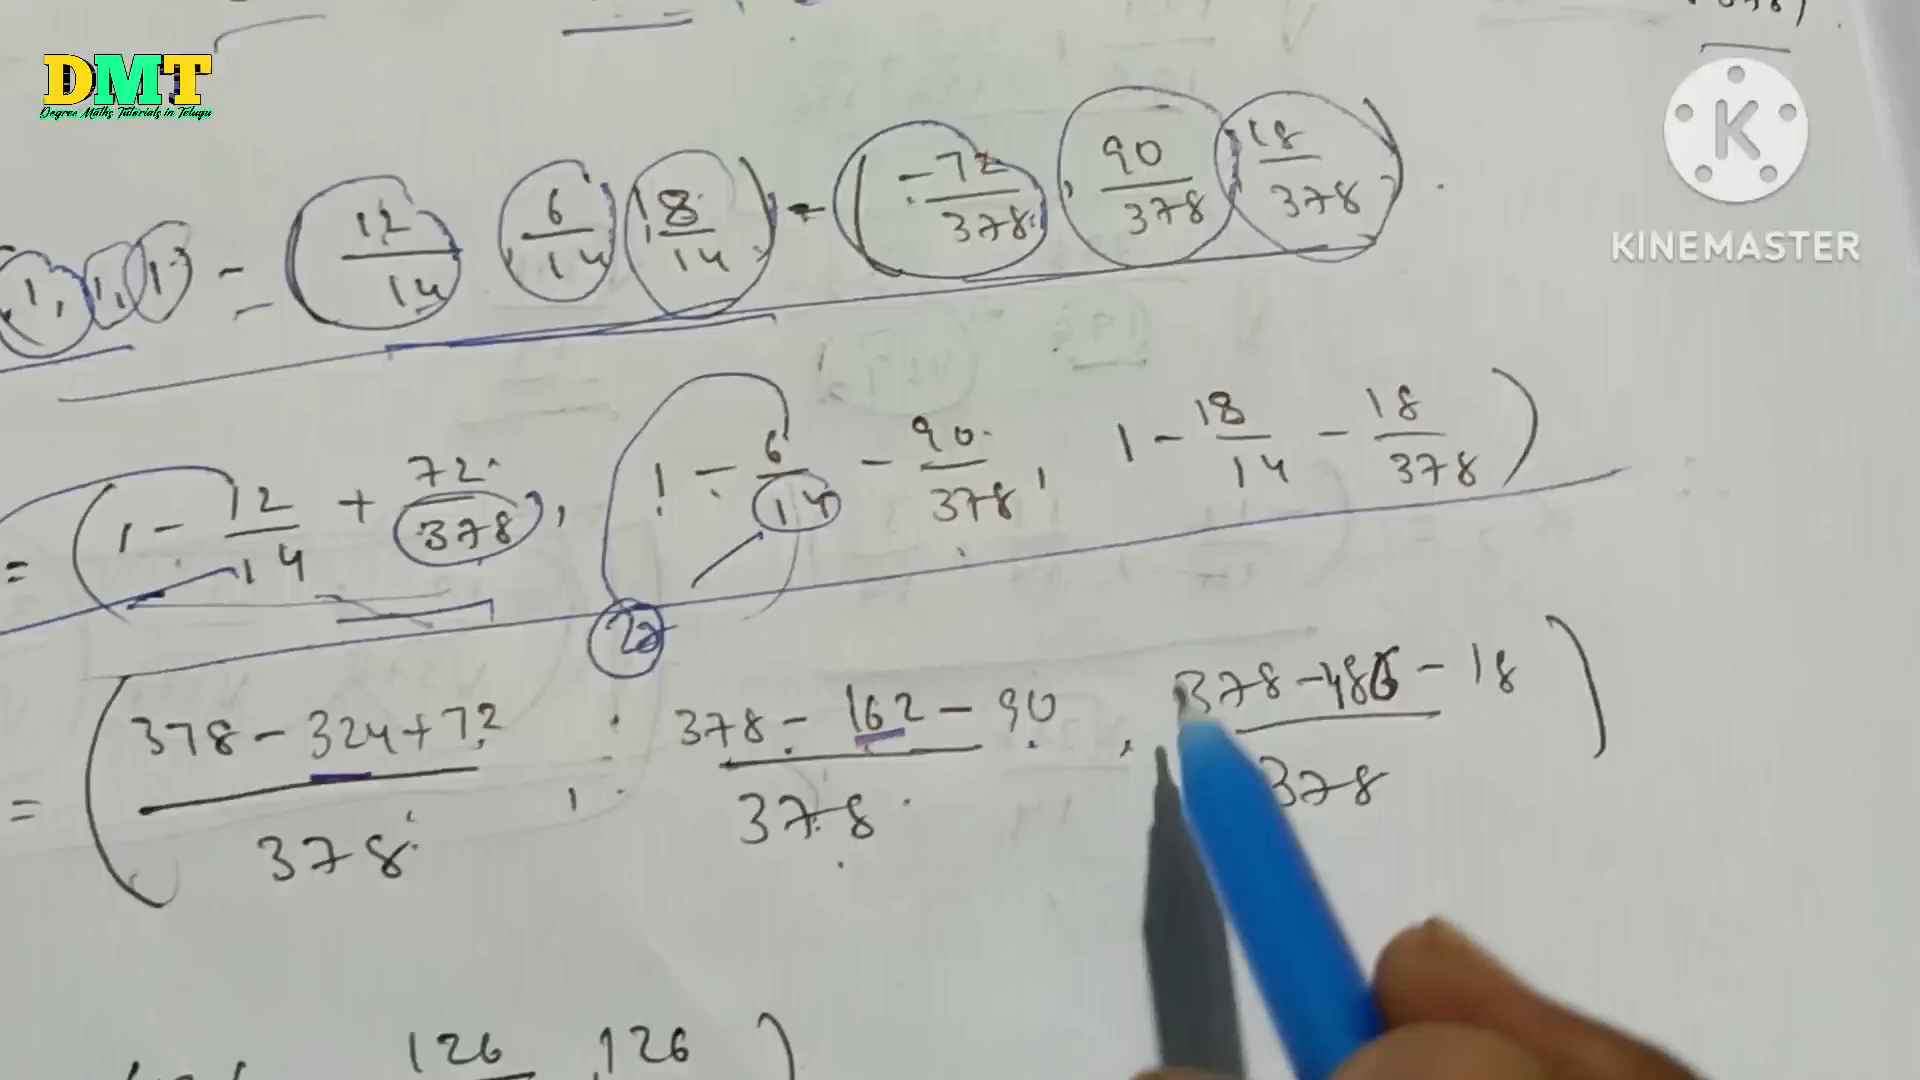 DMT
Degree Maths Tutorials in Telugu
KINEMASTER
1, 1, 1) = ( 12/14 , 6/14 , 18/14 ) - ( -72/378 , 90/378 , 18/378 ) .
= ( 1 - 12/14 + 72/378 , 1 - 6/14 - 90/378 , 1 - 18/14 - 18/378 )
27
= ( 378 - 324 + 72 / 378 , 378 - 162 - 90 / 378 , 378 - 486 - 18 / 378 )
126 , 126 )